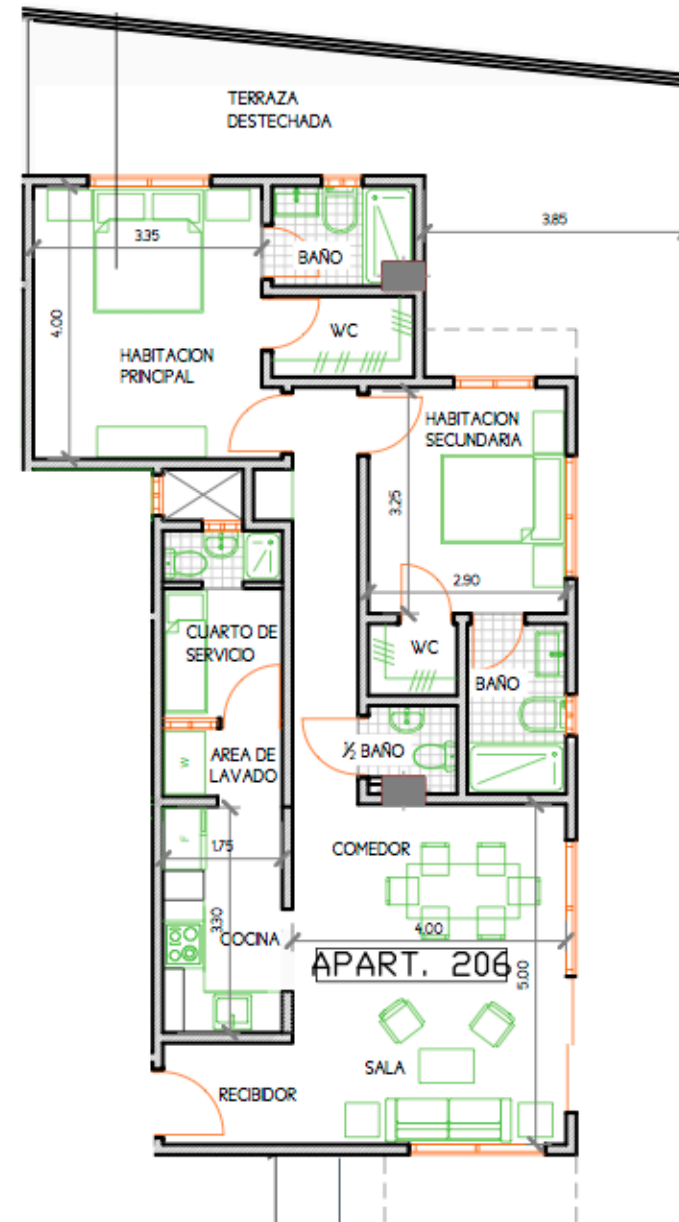 TERRAZA
DESTECHADA
3.85
3.35
BAÑO
4.00
WC
HABITACION
PRINCIPAL
HABITACION
SECUNDARIA
3.25
2.90
CUARTO DE
SERVICIO
WC
BAÑO
½ BAÑO
AREA DE
LAVADO
W
F
1.75
COMEDOR
3.30
COCINA
4.00
APART. 206
5.00
SALA
RECIBIDOR